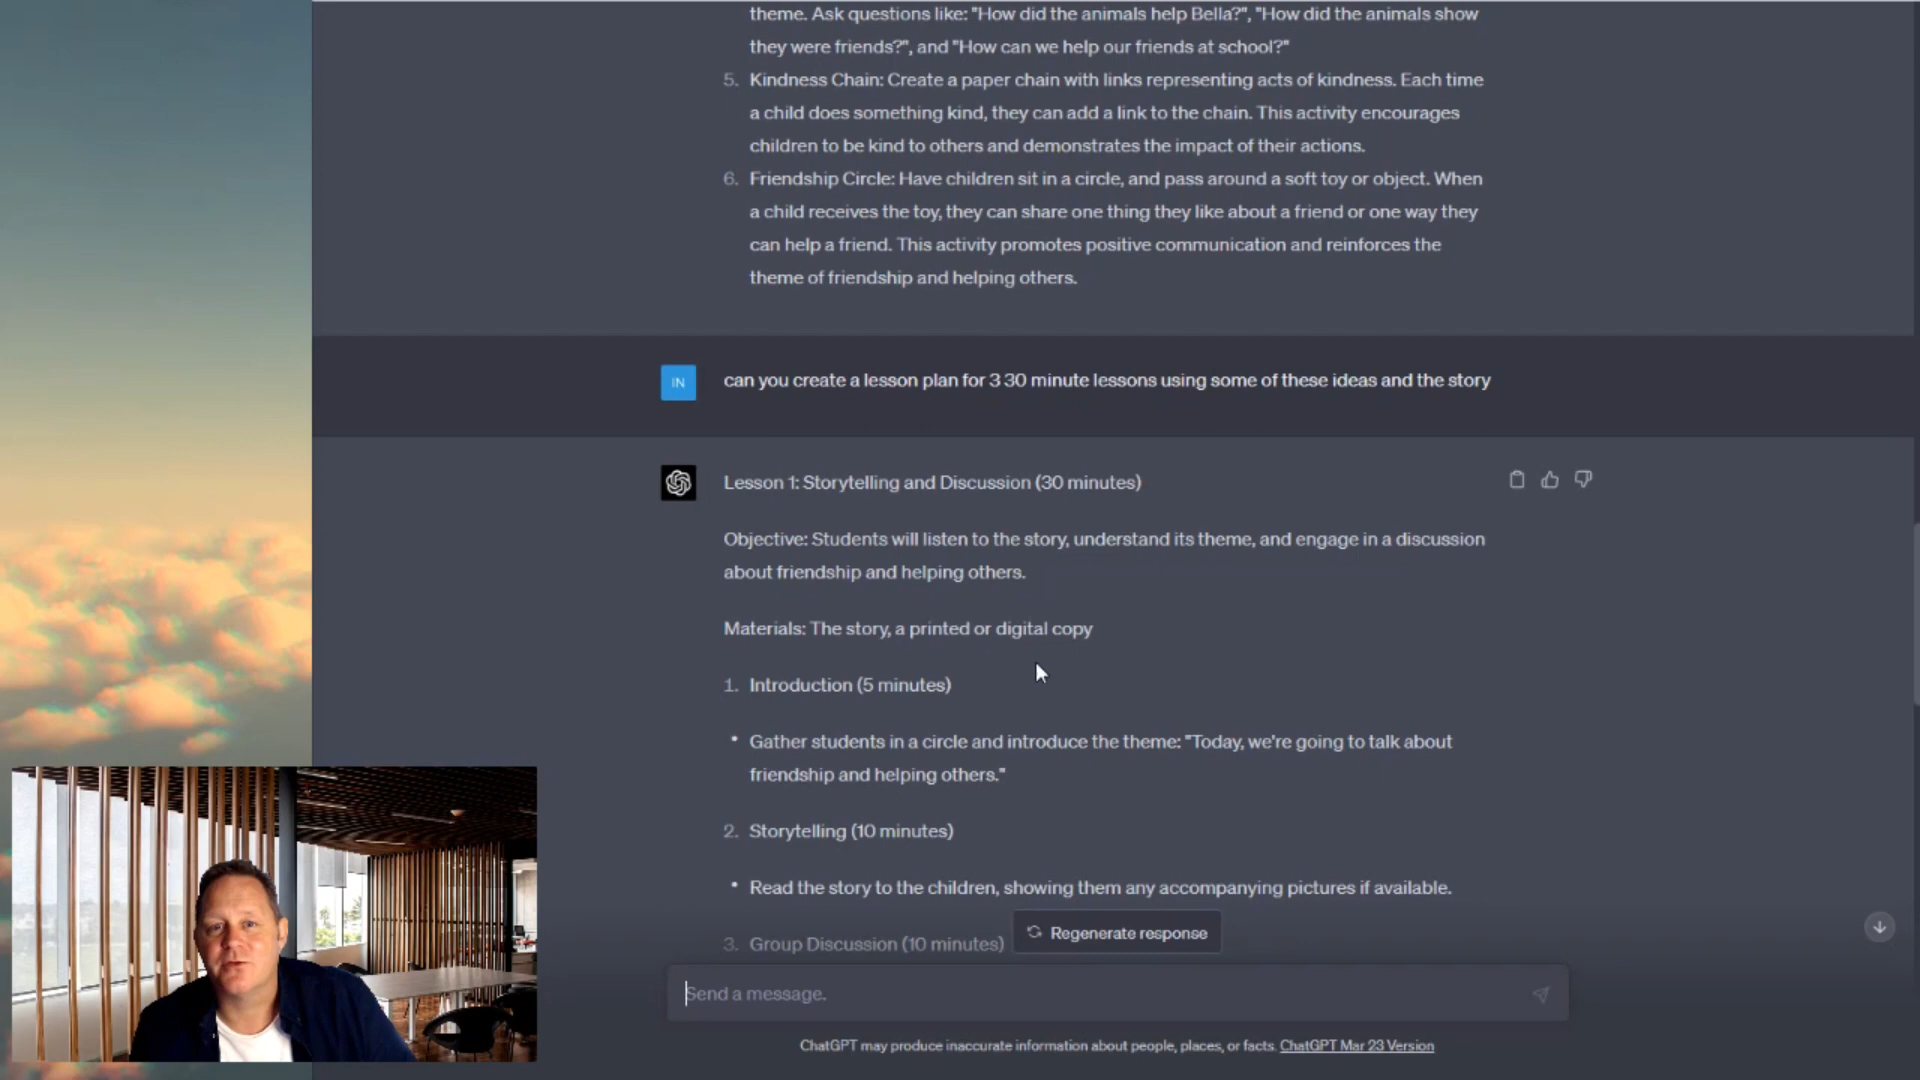 theme. Ask questions like: "How did the animals help Bella?", "How did the animals show
they were friends?", and "How can we help our friends at school?"
5. Kindness Chain: Create a paper chain with links representing acts of kindness. Each time
a child does something kind, they can add a link to the chain. This activity encourages
children to be kind to others and demonstrates the impact of their actions.
6. Friendship Circle: Have children sit in a circle, and pass around a soft toy or object. When
a child receives the toy, they can share one thing they like about a friend or one way they
can help a friend. This activity promotes positive communication and reinforces the
theme of friendship and helping others.
IN
can you create a lesson plan for 3 30 minute lessons using some of these ideas and the story
Lesson 1: Storytelling and Discussion (30 minutes)
Objective: Students will listen to the story, understand its theme, and engage in a discussion
about friendship and helping others.
Materials: The story, a printed or digital copy
1. Introduction (5 minutes)
• Gather students in a circle and introduce the theme: "Today, we're going to talk about
friendship and helping others."
2. Storytelling (10 minutes)
• Read the story to the children, showing them any accompanying pictures if available.
3. Group Discussion (10 minutes)
Regenerate response
Send a message.
ChatGPT may produce inaccurate information about people, places, or facts. ChatGPT Mar 23 Version